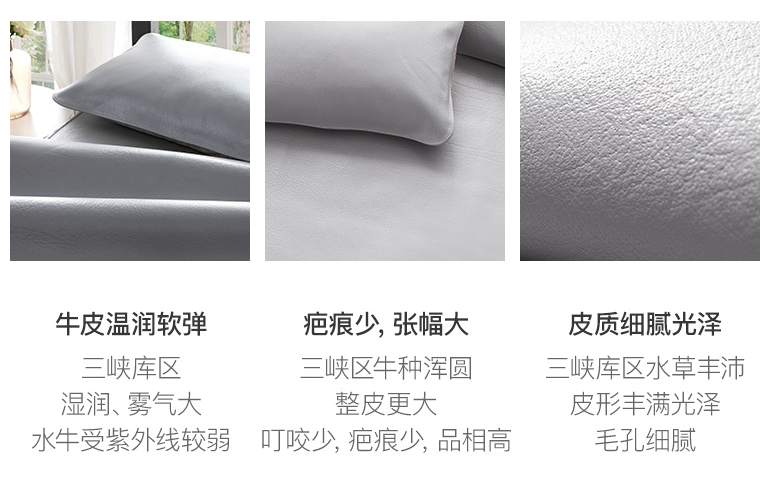 牛皮温润软弹
三峡库区
湿润、雾气大
水牛受紫外线较弱
疤痕少, 张幅大
三峡区牛种浑圆
整皮更大
叮咬少, 疤痕少, 品相高
皮质细腻光泽
三峡库区水草丰沛
皮形丰满光泽
毛孔细腻